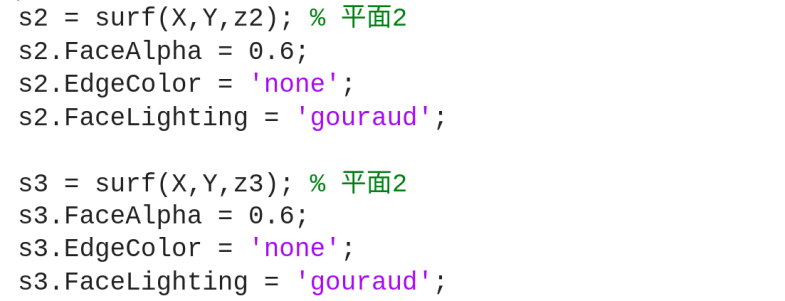 s2 = surf(X,Y,z2); % 平面2
s2.FaceAlpha = 0.6;
s2.EdgeColor = 'none';
s2.FaceLighting = 'gouraud';
s3 = surf(X,Y,z3); % 平面2
s3.FaceAlpha = 0.6;
s3.EdgeColor = 'none';
s3.FaceLighting = 'gouraud';